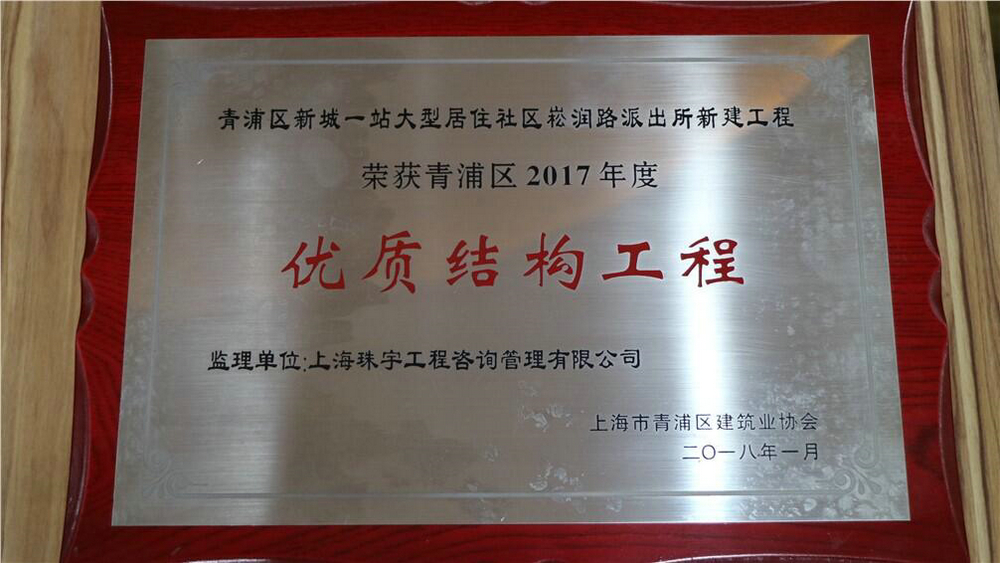 青浦区新城一站大型居住社区崧润路派出所新建工程
荣获青浦区2017年度
优质结构工程
监理单位:上海珠宇工程咨询管理有限公司
上海市青浦区建筑业协会
二〇一八年一月